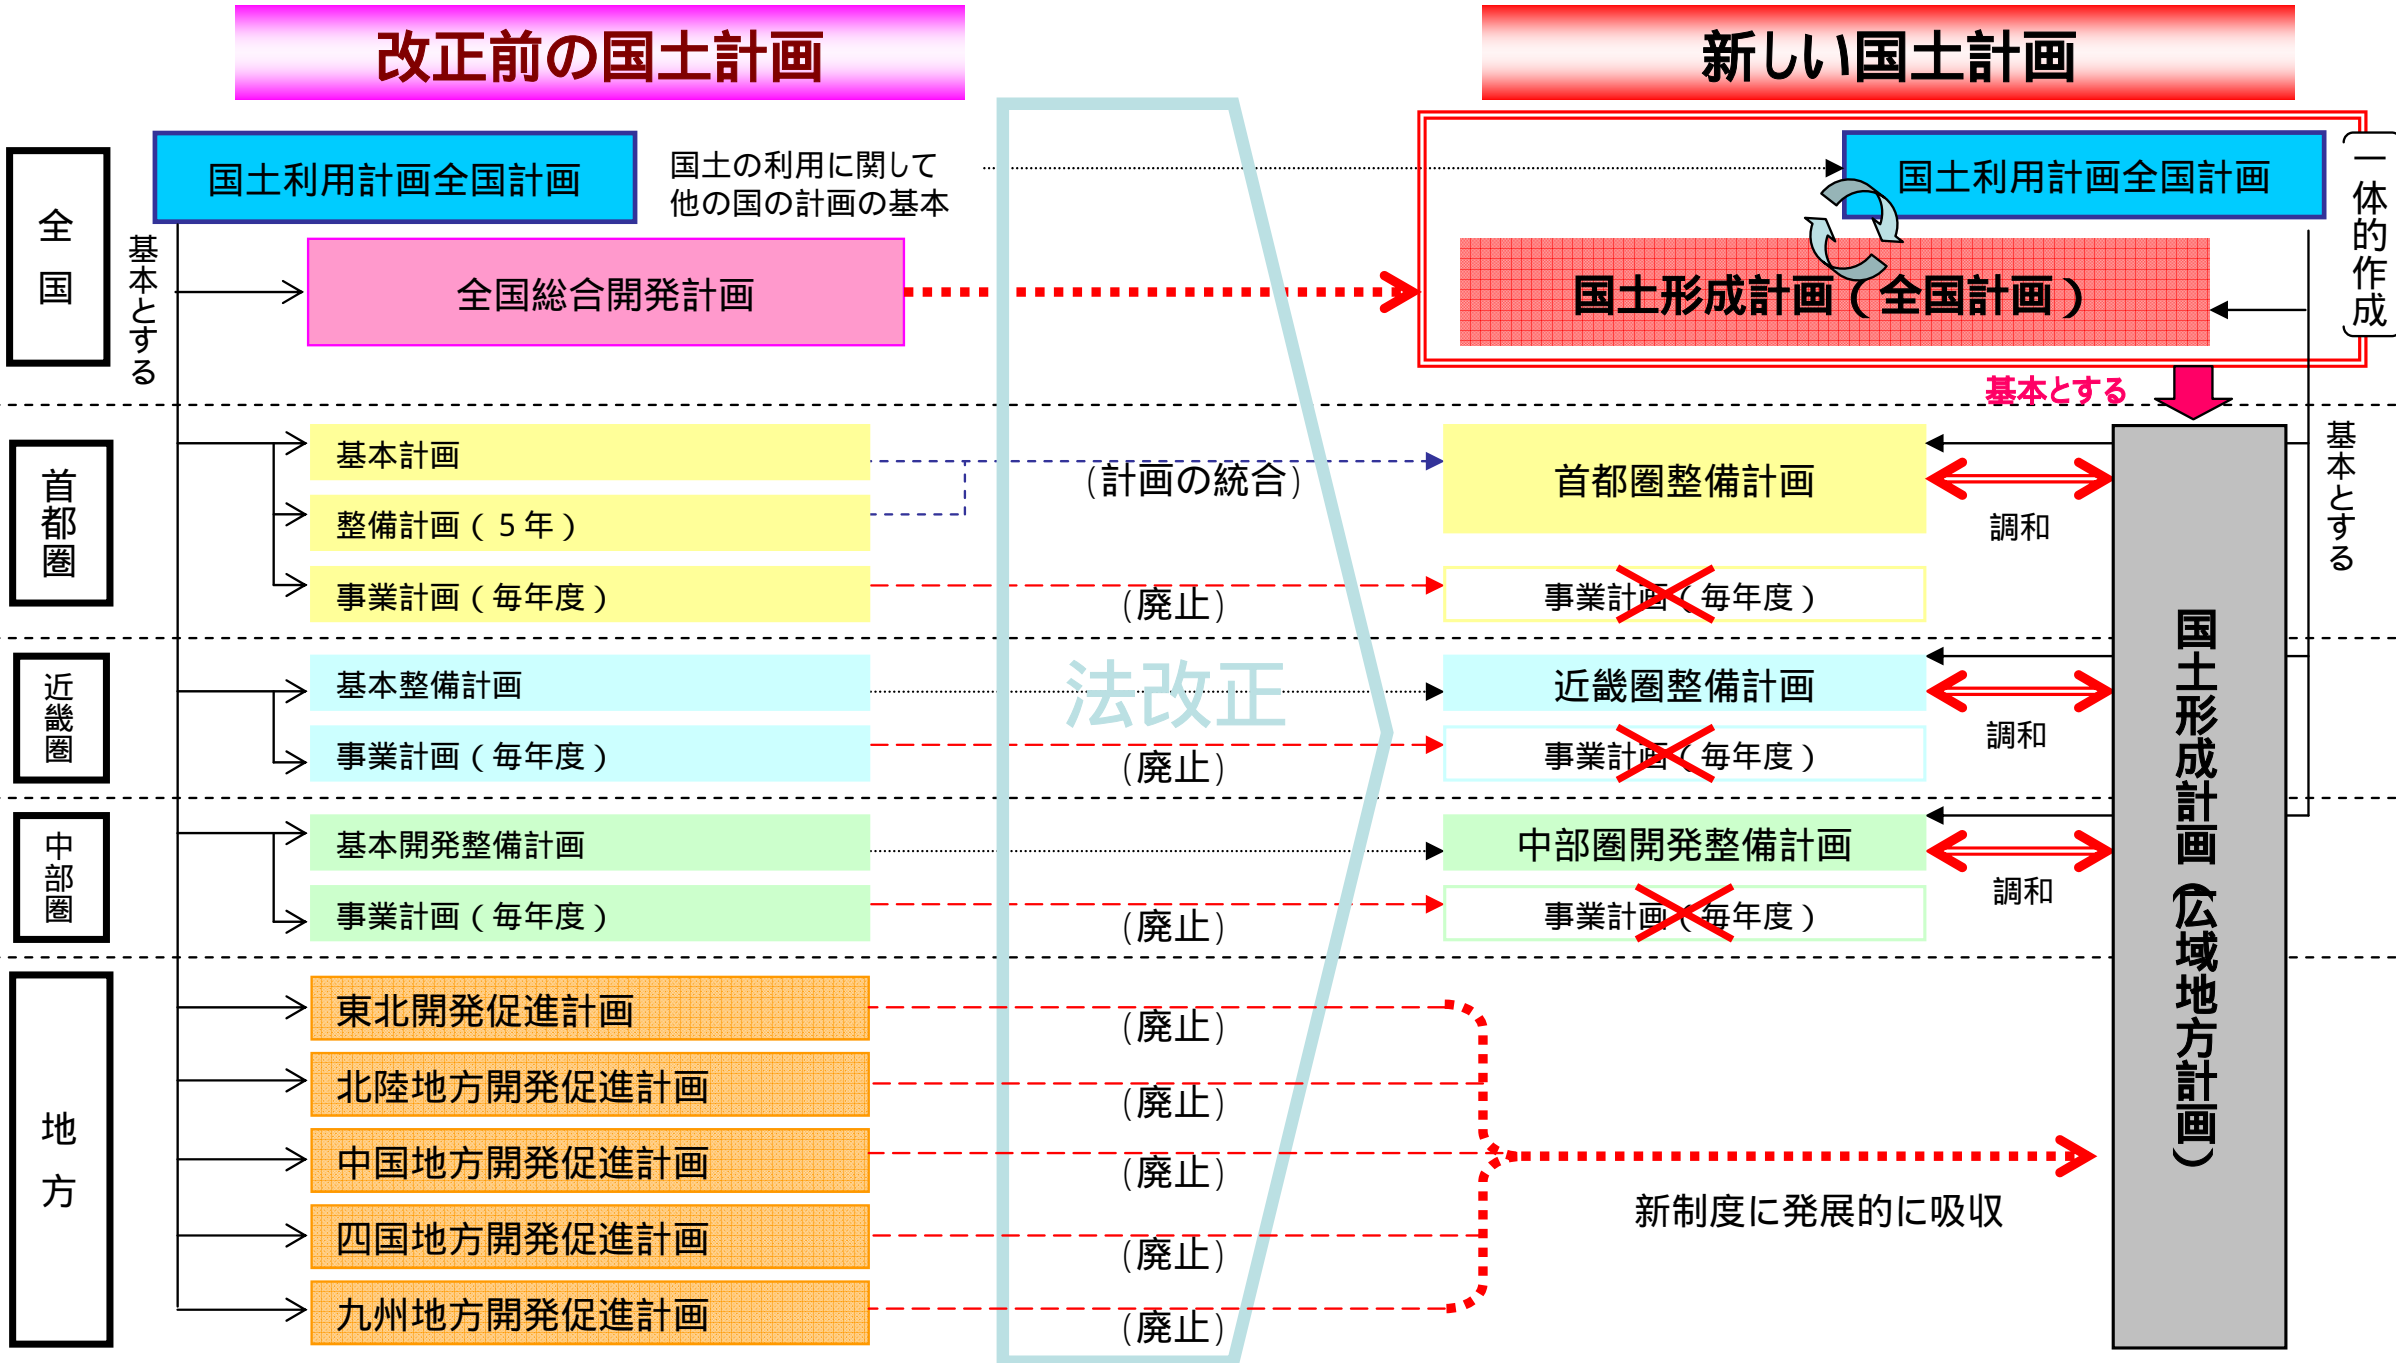 改正前の国土計画
新しい国土計画
全国
国土利用計画全国計画
国土の利用に関して
他の国の計画の基本
国土利用計画全国計画
一体的作成
基本とする
全国総合開発計画
国土形成計画（全国計画）
基本とする
首都圏
基本計画
(計画の統合)
首都圏整備計画
基本とする
整備計画（５年）
調和
事業計画（毎年度）
(廃止)
事業計画（毎年度）
近畿圏
基本整備計画
法改正
近畿圏整備計画
調和
事業計画（毎年度）
(廃止)
事業計画（毎年度）
中部圏
基本開発整備計画
中部圏開発整備計画
調和
事業計画（毎年度）
(廃止)
事業計画（毎年度）
国土形成計画（広域地方計画）
地方
東北開発促進計画
(廃止)
北陸地方開発促進計画
(廃止)
中国地方開発促進計画
(廃止)
新制度に発展的に吸収
四国地方開発促進計画
(廃止)
九州地方開発促進計画
(廃止)